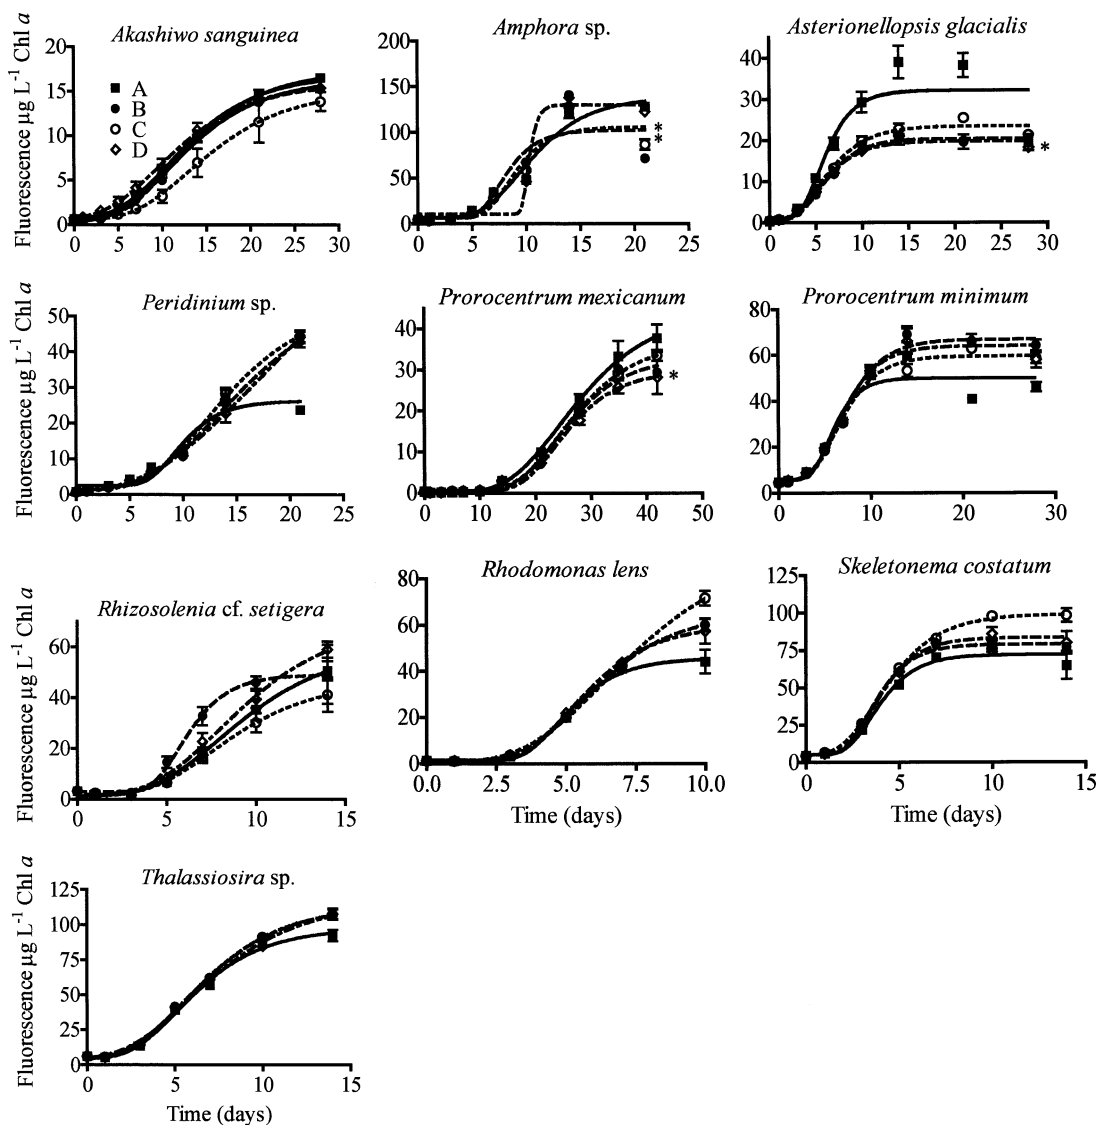 Akashiwo sanguinea
Amphora sp.
Asterionellopsis glacialis
Fluorescence µg L-1 Chl a
20
15
10
5
0
A
B
C
D
0 5 10 15 20 25 30
200
150
100
50
0
*
*
0 5 10 15 20 25
40
30
20
10
0
*
0 5 10 15 20 25 30
Peridinium sp.
Prorocentrum mexicanum
Prorocentrum minimum
Fluorescence µg L-1 Chl a
50
40
30
20
10
0
0 5 10 15 20 25
40
30
20
10
0
*
0 10 20 30 40 50
80
60
40
20
0
0 10 20 30
Rhizosolenia cf. setigera
Rhodomonas lens
Skeletonema costatum
Fluorescence µg L-1 Chl a
60
40
20
0
0 5 10 15
80
60
40
20
0
0.0 2.5 5.0 7.5 10.0
Time (days)
125
100
75
50
25
0
0 5 10 15
Time (days)
Thalassiosira sp.
Fluorescence µg L-1 Chl a
125
100
75
50
25
0
0 5 10 15
Time (days)